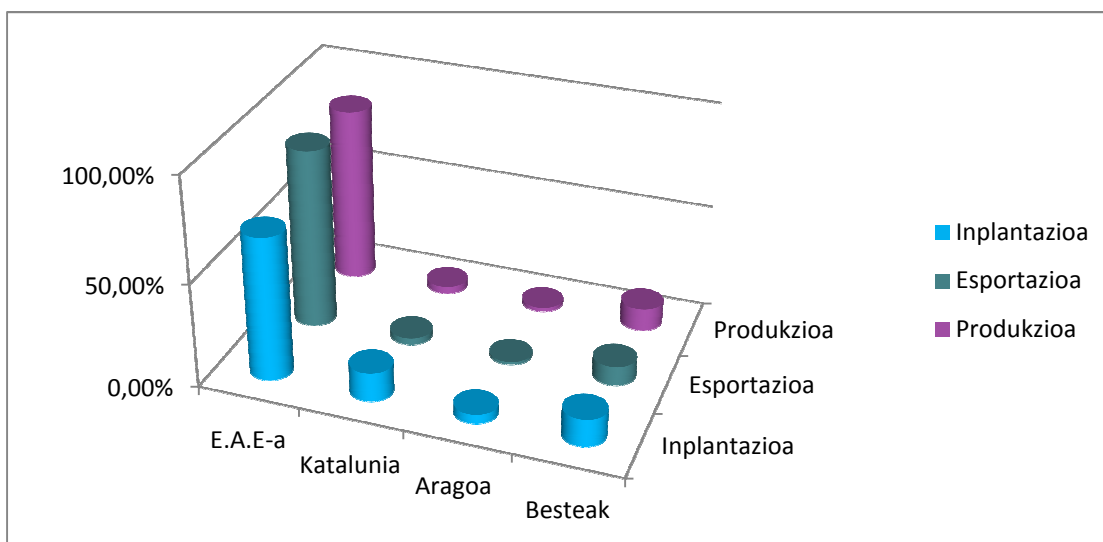 100,00%
50,00%
0,00%
E.A.E-a
Katalunia
Aragoa
Besteak
Produkzioa
Esportazioa
Inplantazioa
Inplantazioa
Esportazioa
Produkzioa